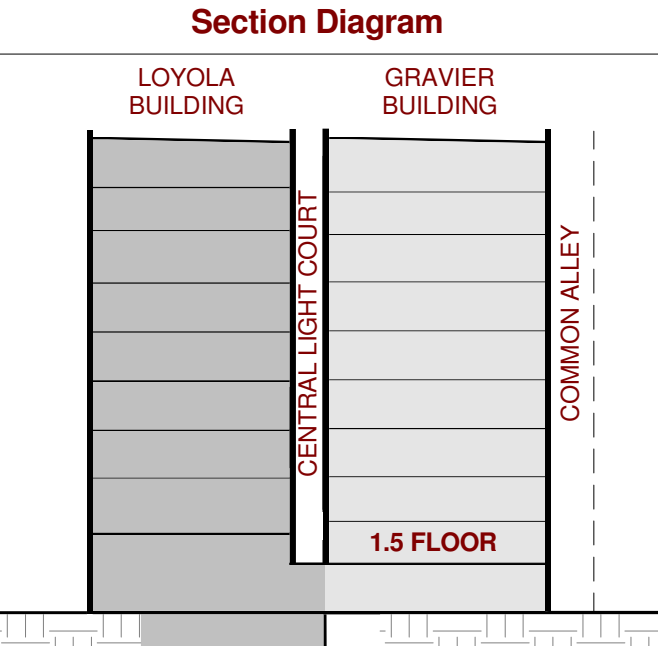 Section Diagram
LOYOLA
BUILDING
GRAVIER
BUILDING
CENTRAL LIGHT COURT
COMMON ALLEY
1.5 FLOOR